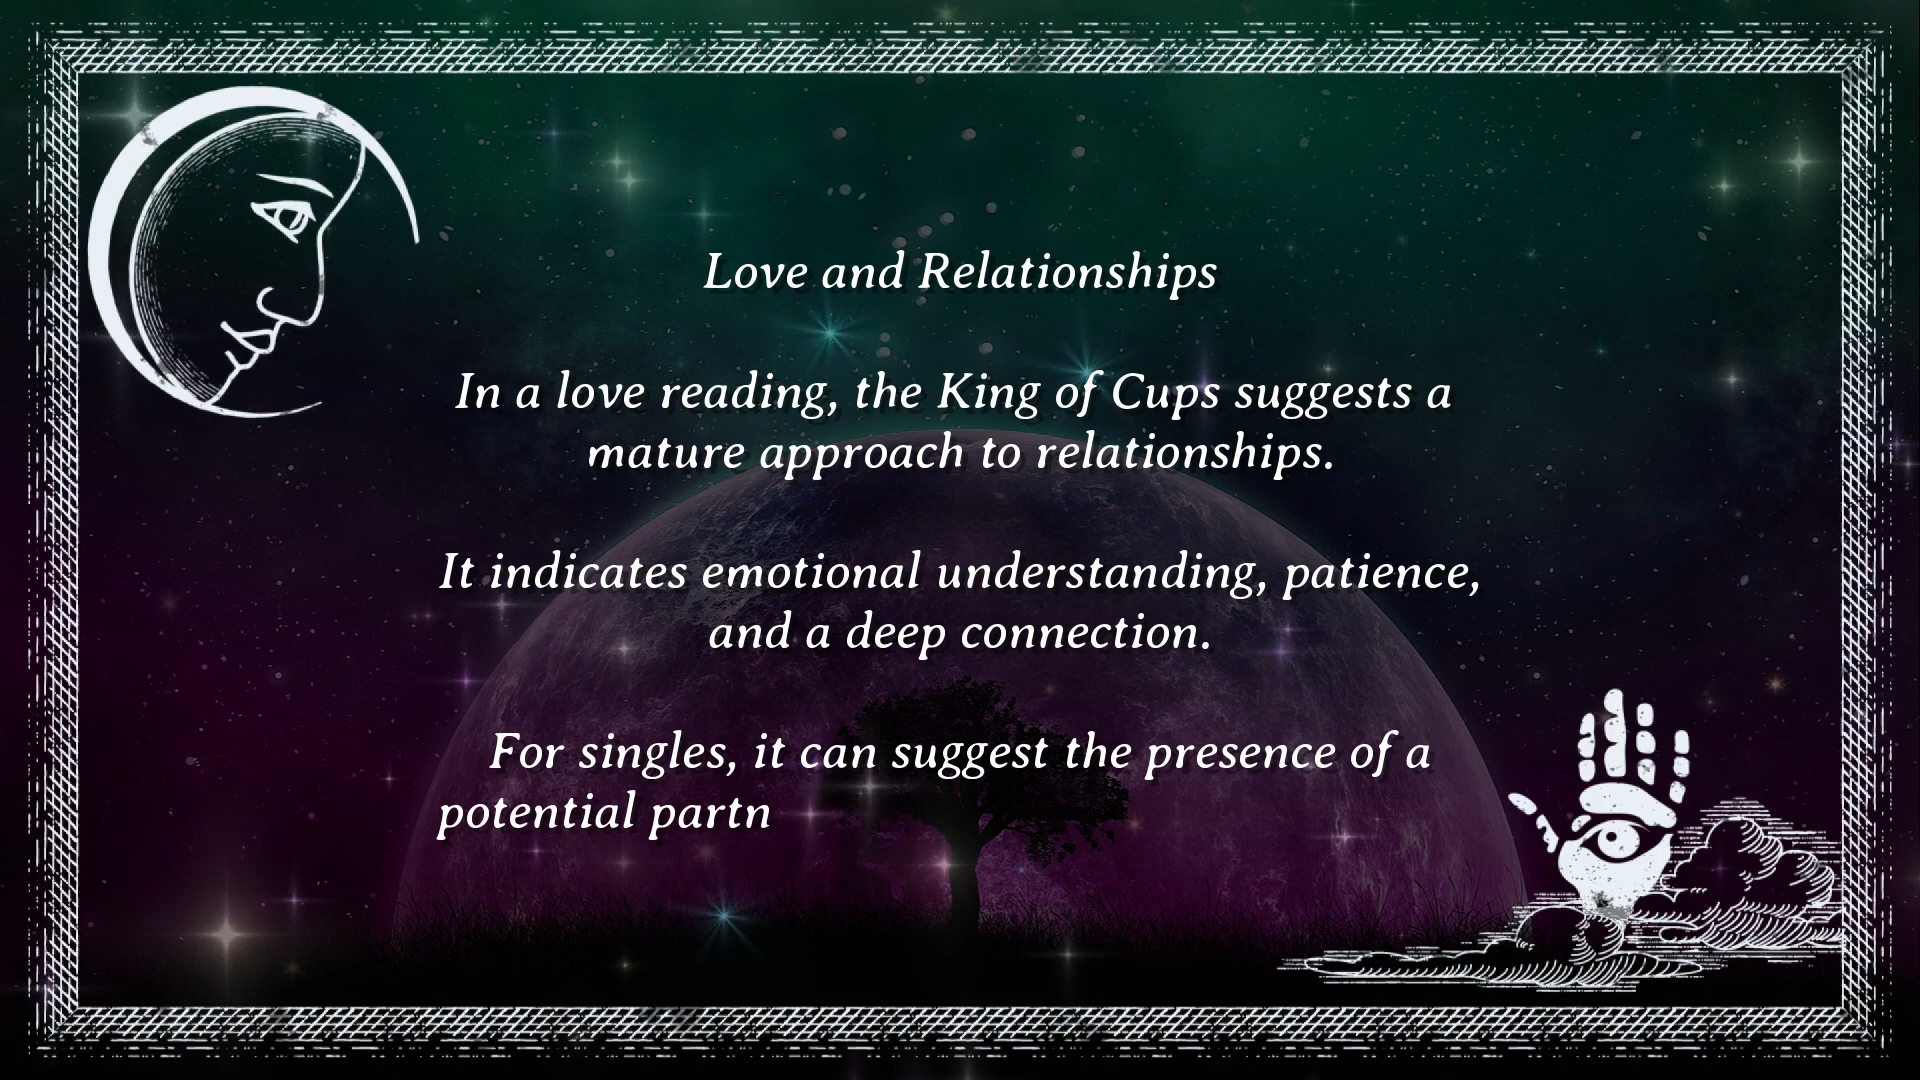 Love and Relationships
In a love reading, the King of Cups suggests a
mature approach to relationships.
It indicates emotional understanding, patience,
and a deep connection.
For singles, it can suggest the presence of a
potential partn